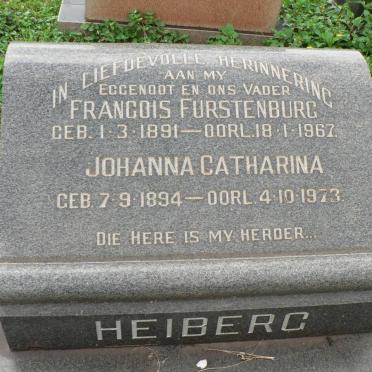 IN LIEFDEVOLLE HERINNERING
AAN MY
EGGENOOT EN ONS VADER
FRANCOIS FURSTENBURG
GEB. 1·3·1891 — OORL. 18·1·1967.
JOHANNA CATHARINA
GEB. 7·9·1894 — OORL. 4·10·1973.
DIE HERE IS MY HERDER...
HEIBERG